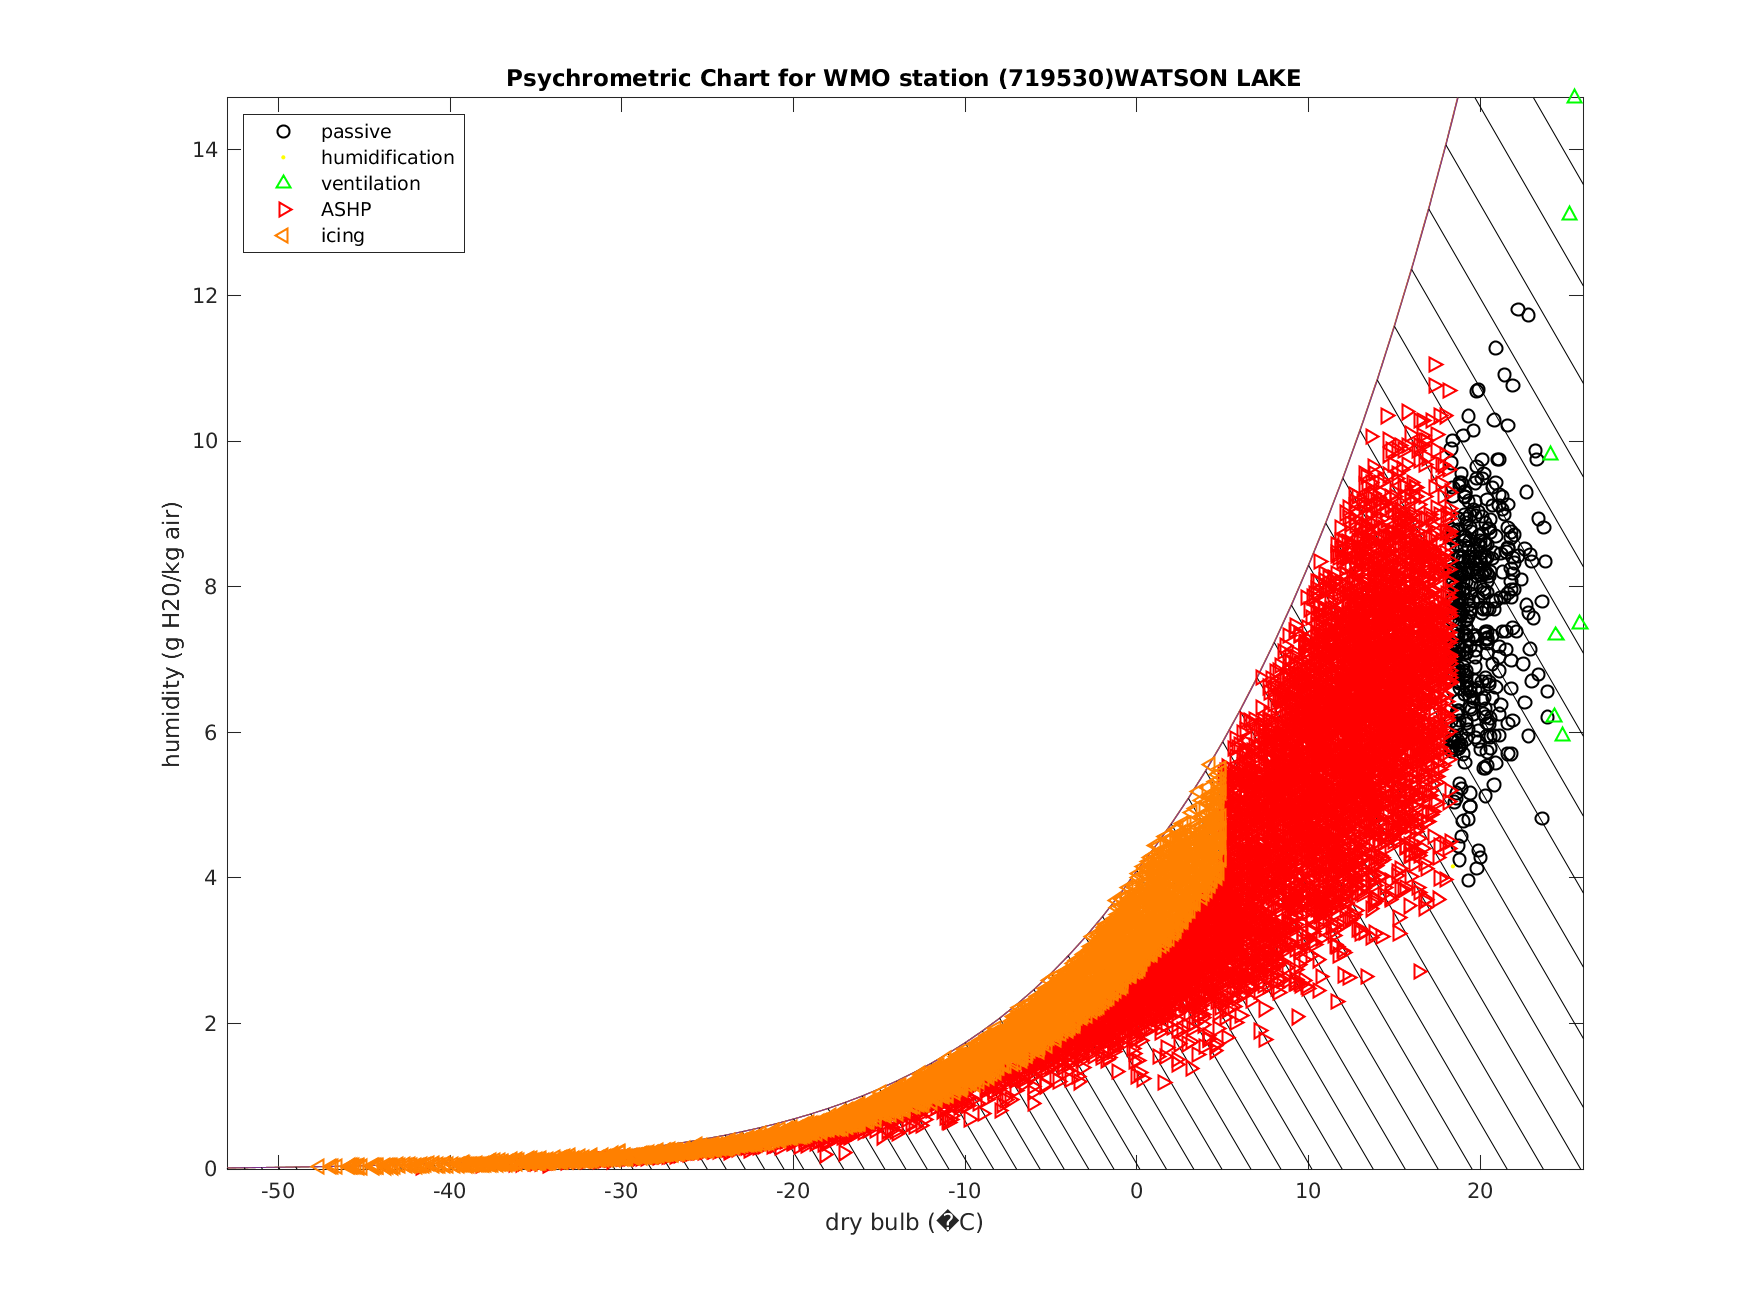 Psychrometric Chart for WMO station (719530)WATSON LAKE
passive
humidification
ventilation
ASHP
icing
14
12
10
8
6
4
2
0
humidity (g H20/kg air)
-50
-40
-30
-20
-10
0
10
20
dry bulb (�C)